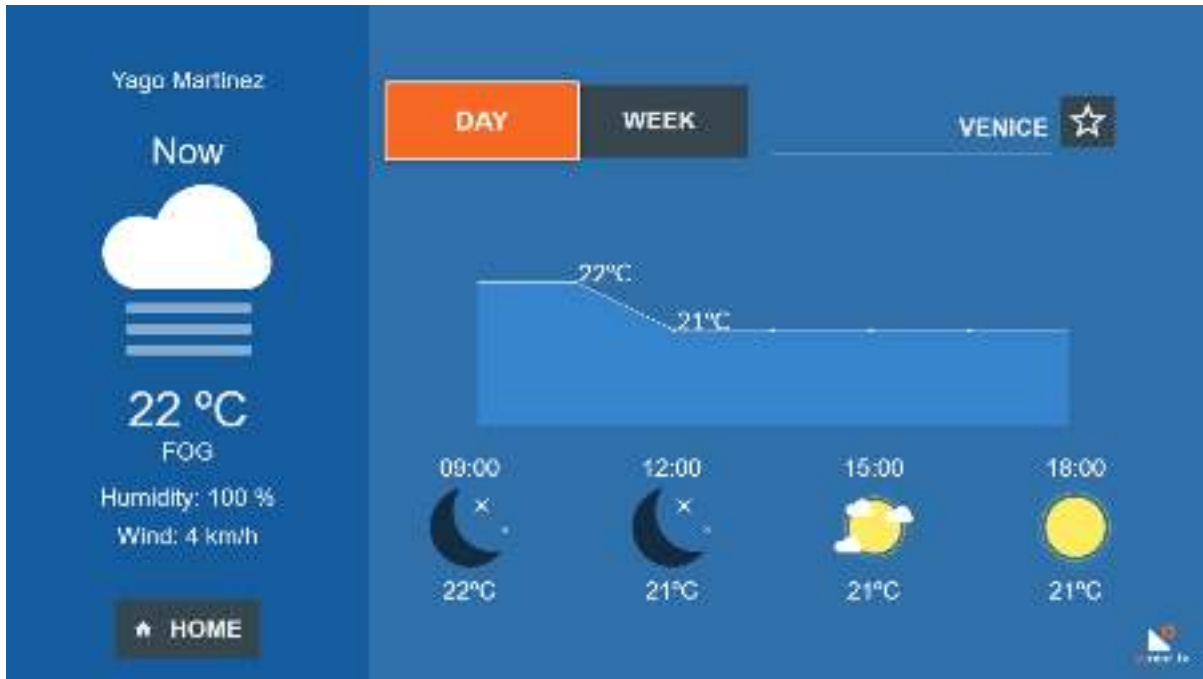 Yago Martinez
Now
22 ºC
FOG
Humidity: 100 %
Wind: 4 km/h
HOME
DAY
WEEK
VENICE
22ºC
21ºC
09:00 12:00 15:00 18:00
22ºC 21ºC 21ºC 21ºC